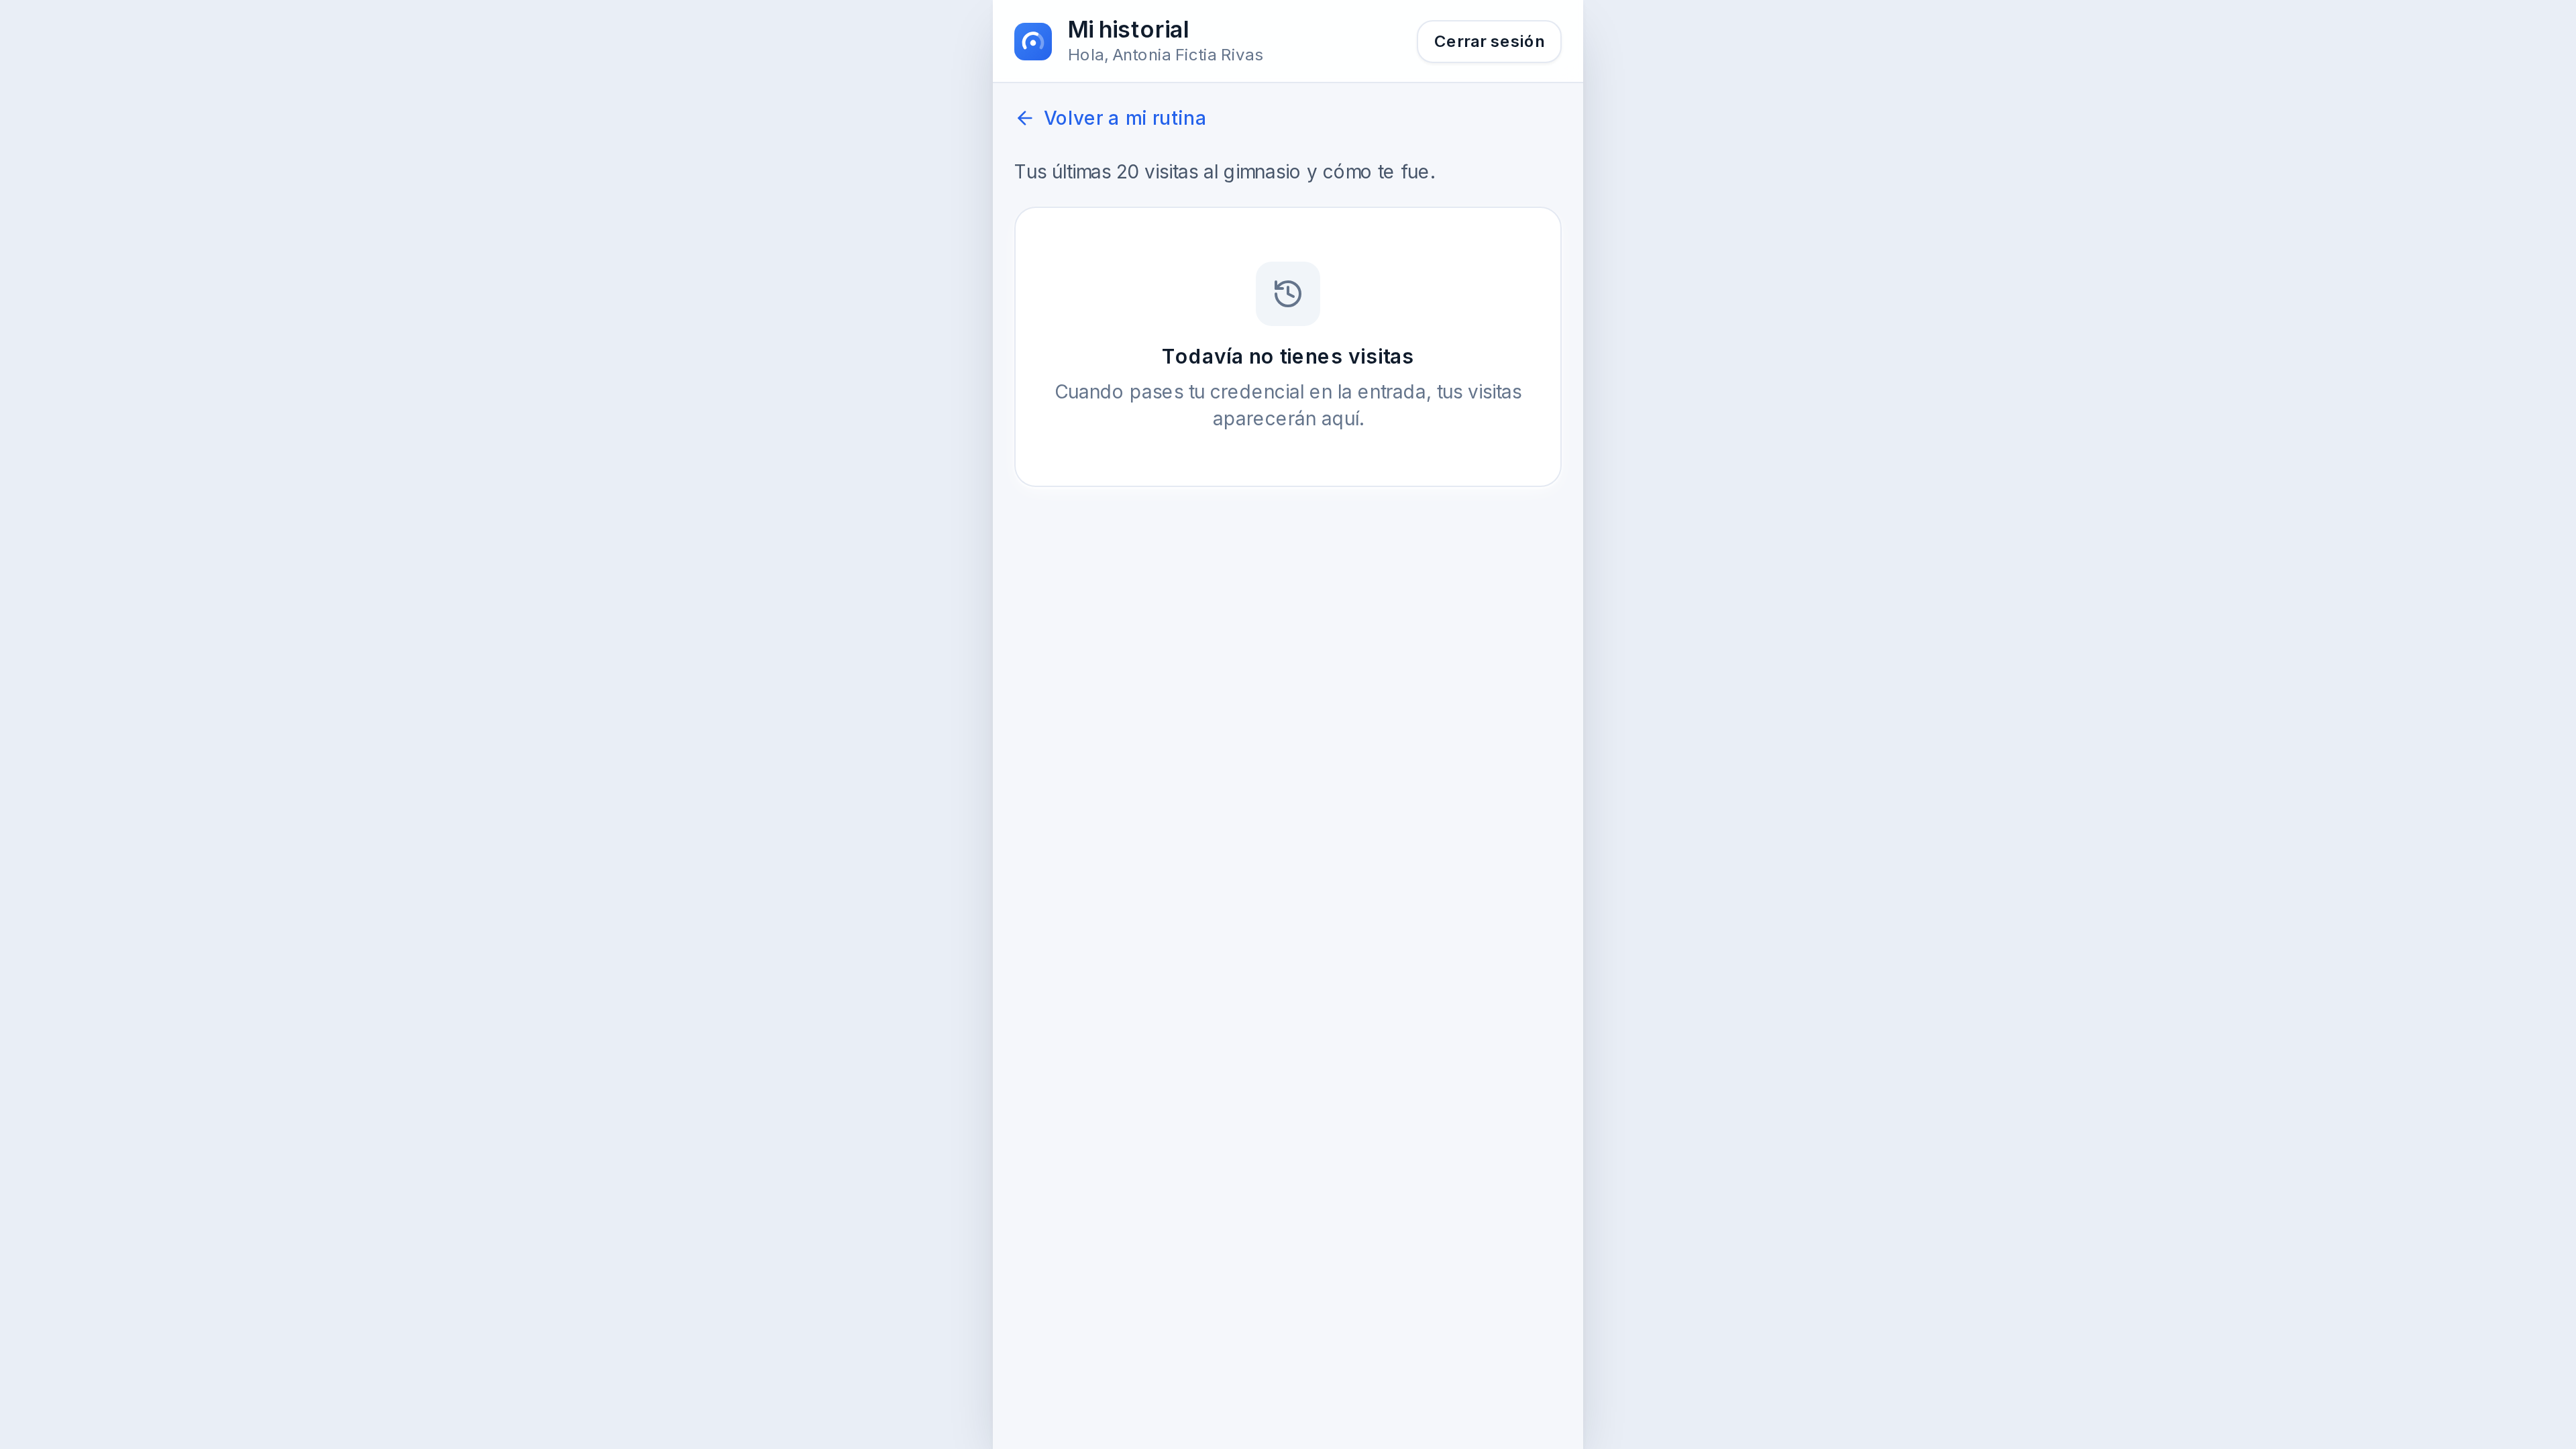 Mi historial
Hola, Antonia Fictia Rivas
Cerrar sesión
Volver a mi rutina
Tus últimas 20 visitas al gimnasio y cómo te fue.
Todavía no tienes visitas
Cuando pases tu credencial en la entrada, tus visitas
aparecerán aquí.